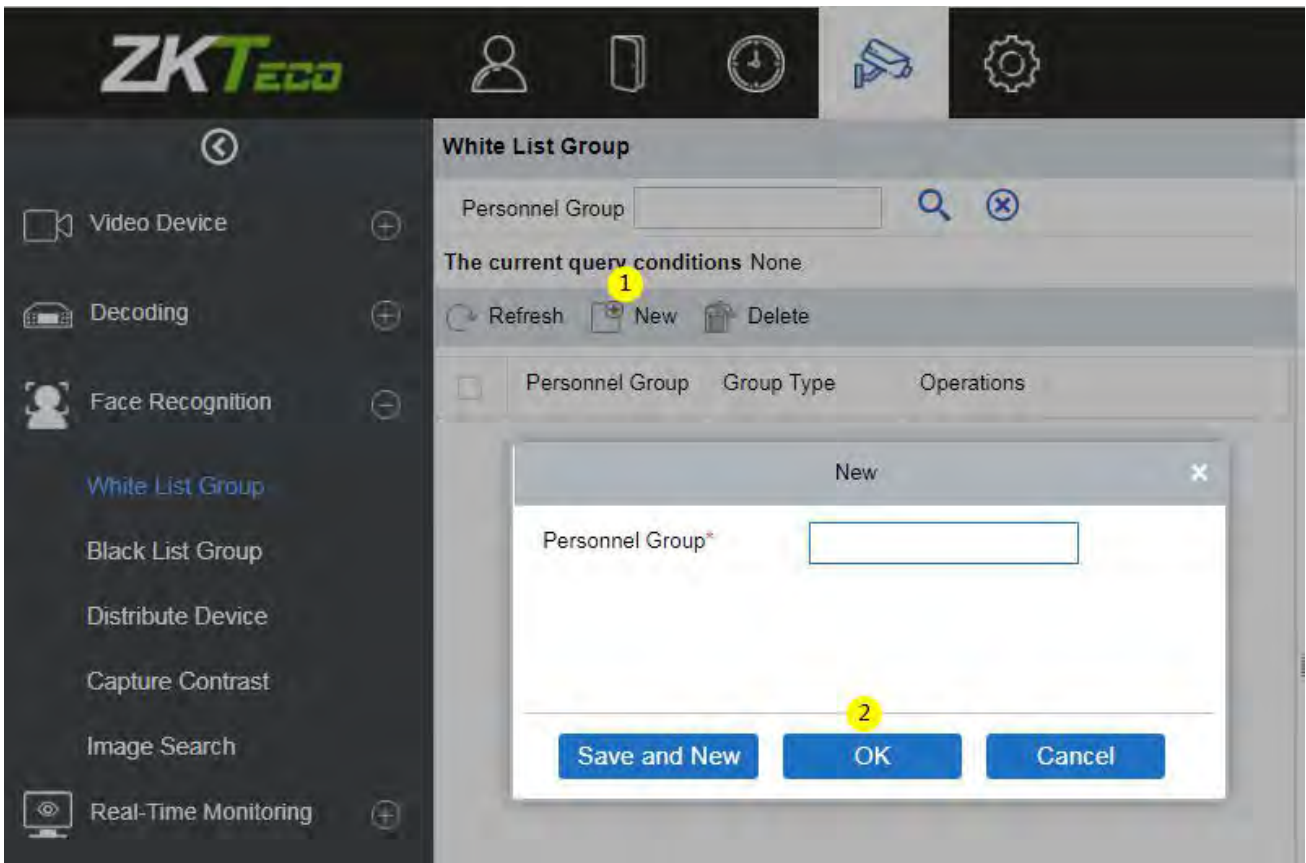 ZKTECO
White List Group
Personnel Group
The current query conditions None
1
Refresh New Delete
Personnel Group Group Type Operations
Video Device
Decoding
Face Recognition
White List Group
Black List Group
Distribute Device
Capture Contrast
Image Search
Real-Time Monitoring
New
Personnel Group*
2
Save and New OK Cancel